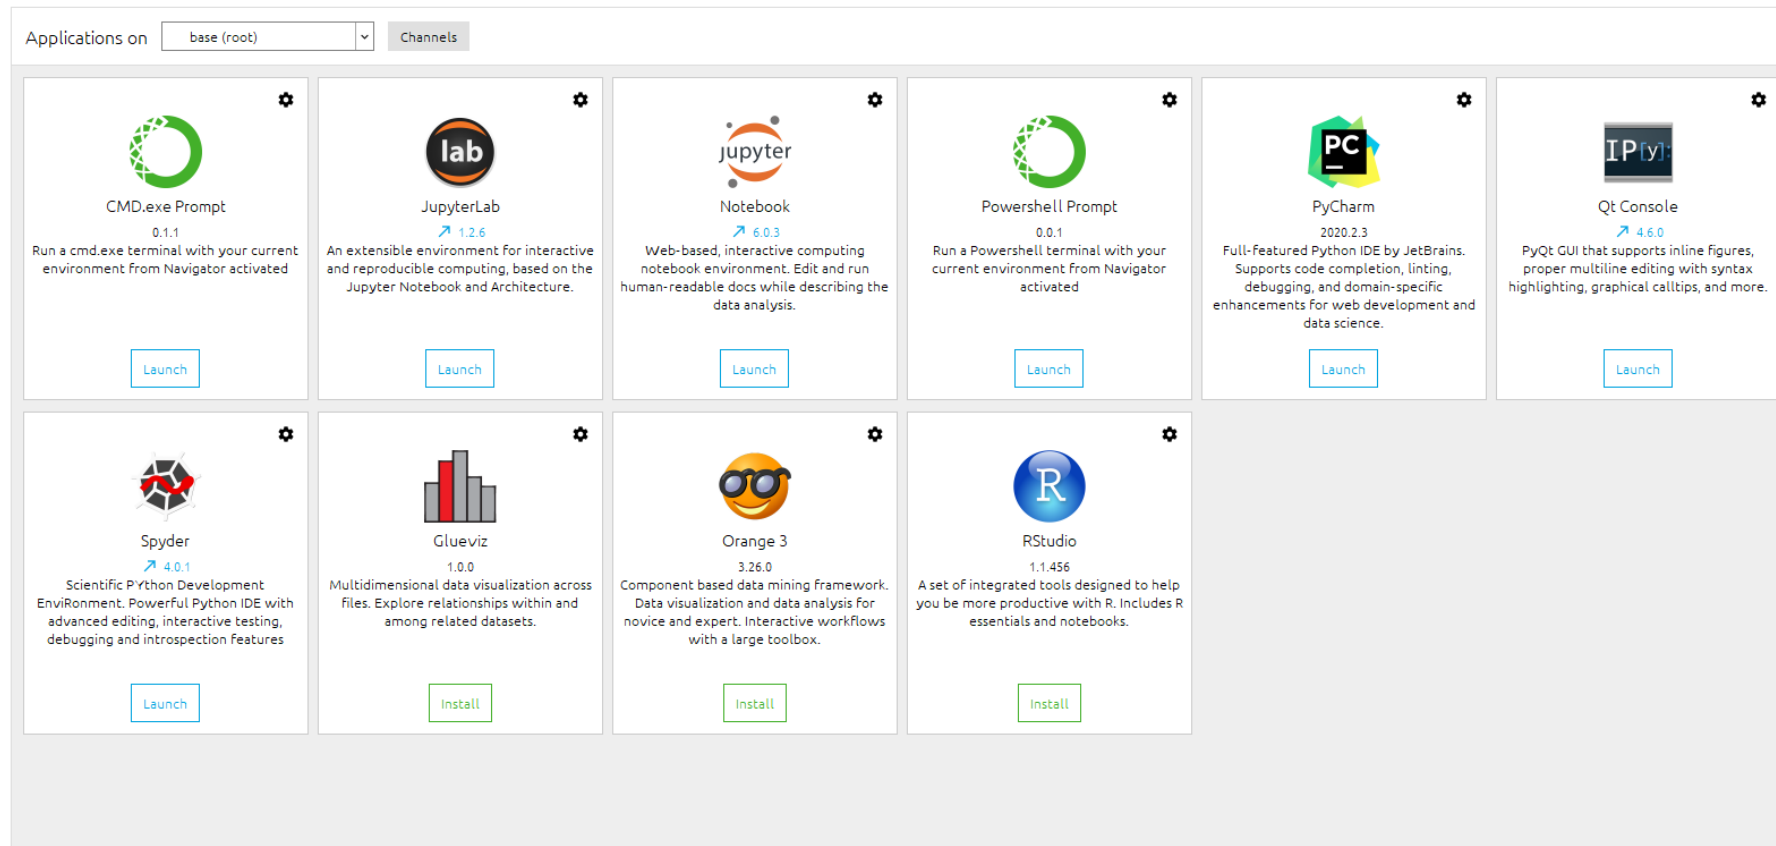 Applications on base (root) Channels
CMD.exe Prompt
0.1.1
Run a cmd.exe terminal with your current
environment from Navigator activated
Launch
lab
JupyterLab
1.2.6
An extensible environment for interactive
and reproducible computing, based on the
Jupyter Notebook and Architecture.
Launch
jupyter
Notebook
6.0.3
Web-based, interactive computing
notebook environment. Edit and run
human-readable docs while describing the
data analysis.
Launch
Powershell Prompt
0.0.1
Run a Powershell terminal with your
current environment from Navigator
activated
Launch
PC
PyCharm
2020.2.3
Full-featured Python IDE by JetBrains.
Supports code completion, linting,
debugging, and domain-specific
enhancements for web development and
data science.
Launch
IP[y]:
Qt Console
4.6.0
PyQt GUI that supports inline figures,
proper multiline editing with syntax
highlighting, graphical calltips, and more.
Launch
Spyder
4.0.1
Scientific PYthon Development
EnviRonment. Powerful Python IDE with
advanced editing, interactive testing,
debugging and introspection features
Launch
Glueviz
1.0.0
Multidimensional data visualization across
files. Explore relationships within and
among related datasets.
Install
Orange 3
3.26.0
Component based data mining framework.
Data visualization and data analysis for
novice and expert. Interactive workflows
with a large toolbox.
Install
R
RStudio
1.1.456
A set of integrated tools designed to help
you be more productive with R. Includes R
essentials and notebooks.
Install